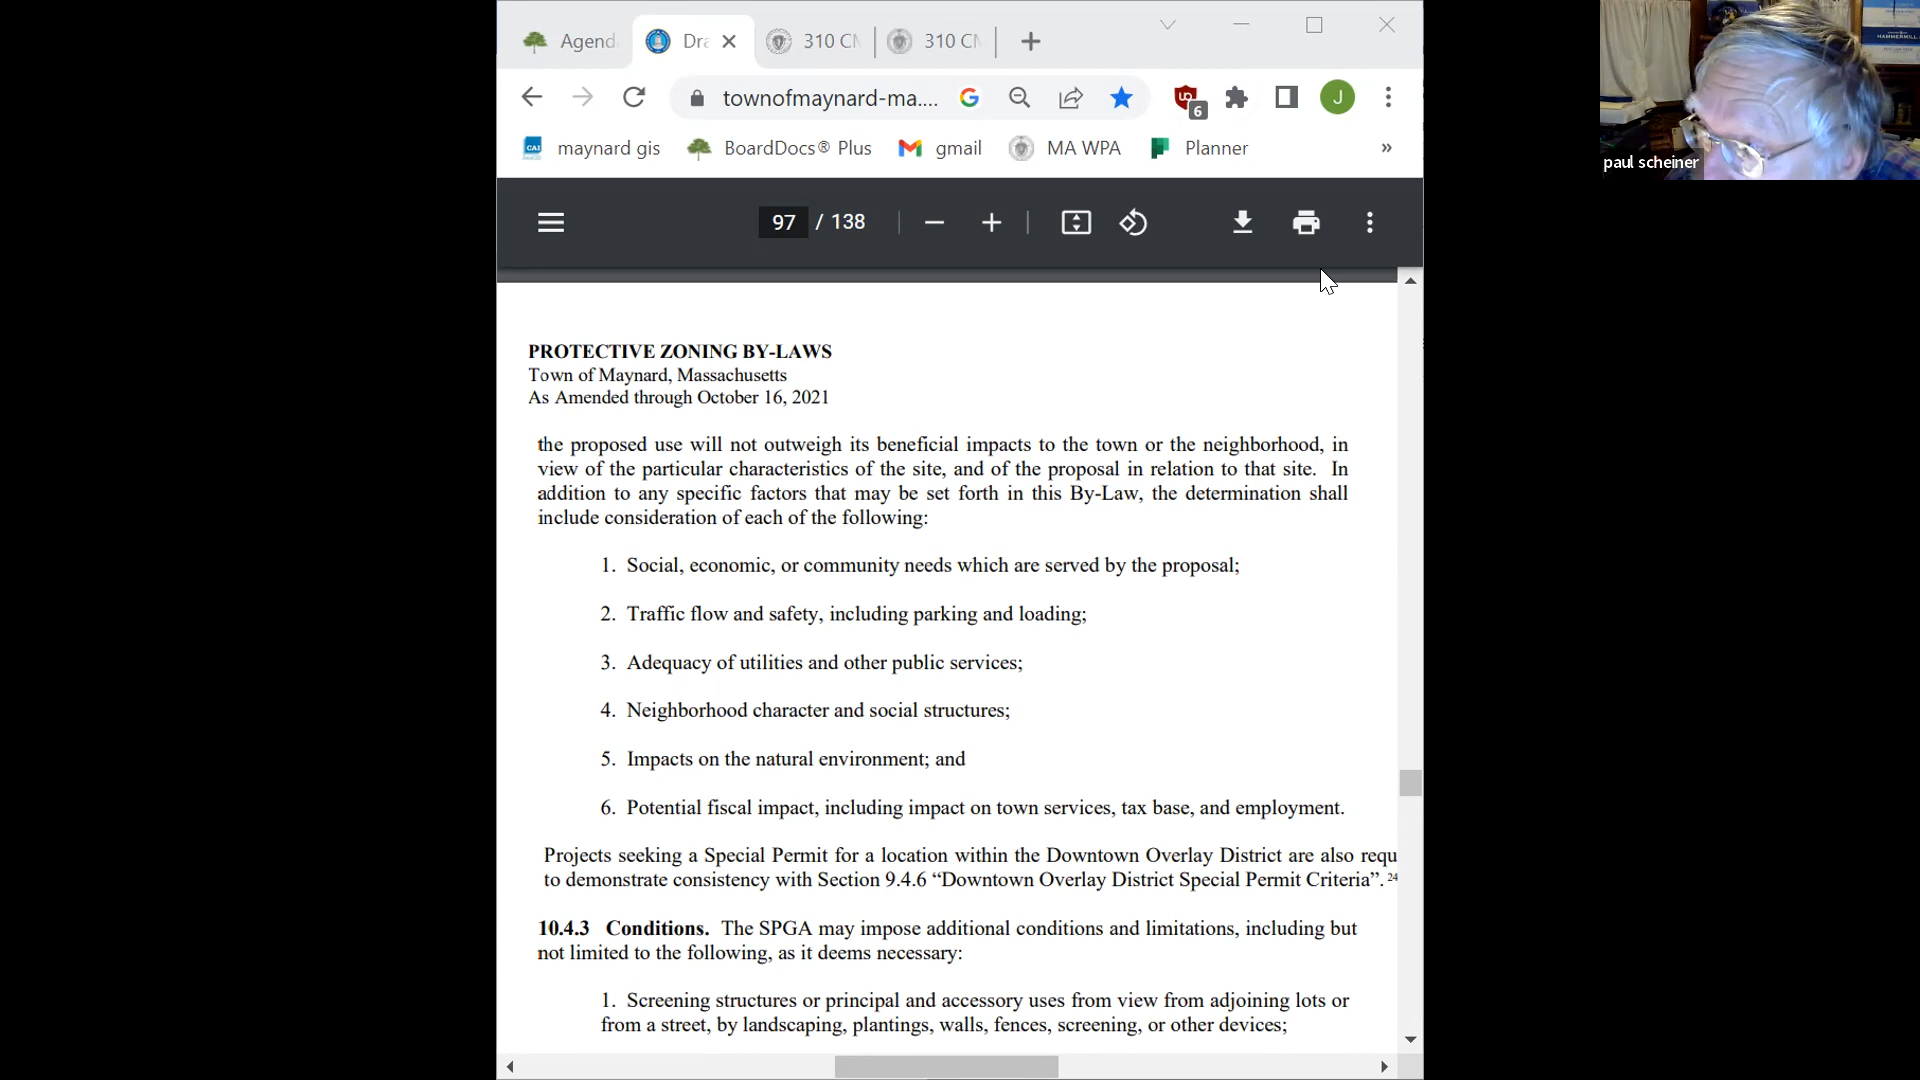 Agend
Dra
310 CM
310 CM
townofmaynard-ma....
6
J
maynard gis
BoardDocs® Plus
gmail
MA WPA
Planner
»
97 / 138
PROTECTIVE ZONING BY-LAWS
Town of Maynard, Massachusetts
As Amended through October 16, 2021
the proposed use will not outweigh its beneficial impacts to the town or the neighborhood, in
view of the particular characteristics of the site, and of the proposal in relation to that site. In
addition to any specific factors that may be set forth in this By-Law, the determination shall
include consideration of each of the following:
1. Social, economic, or community needs which are served by the proposal;
2. Traffic flow and safety, including parking and loading;
3. Adequacy of utilities and other public services;
4. Neighborhood character and social structures;
5. Impacts on the natural environment; and
6. Potential fiscal impact, including impact on town services, tax base, and employment.
Projects seeking a Special Permit for a location within the Downtown Overlay District are also requ
to demonstrate consistency with Section 9.4.6 “Downtown Overlay District Special Permit Criteria”. 24
10.4.3 Conditions. The SPGA may impose additional conditions and limitations, including but
not limited to the following, as it deems necessary:
1. Screening structures or principal and accessory uses from view from adjoining lots or
from a street, by landscaping, plantings, walls, fences, screening, or other devices;
HAMMERMILL
paul scheiner